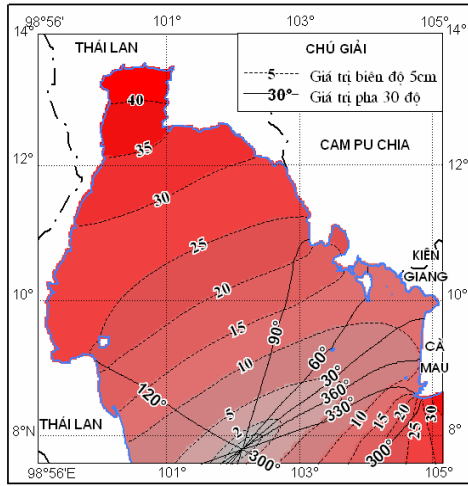 98°56' 101° 103° 105°
14° 14°
THÁI LAN
CHÚ GIẢI
5 Giá trị biên độ 5cm
30° Giá trị pha 30 độ
40
35
CAM PU CHIA
12° 12°
30
25
KIÊN
GIANG
20
10° 10°
15
90°
60°
10
CÀ
MAU
30°
120°
360°
330°
5
THÁI LAN
2
10 15 20 25 30
8°N 8°
300° 300°
98°56'E 101° 103° 105°